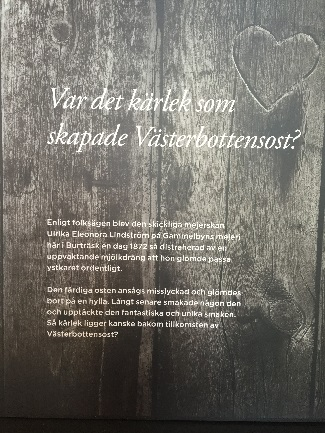 Var det kärlek som
skapade Västerbottensost?
Enligt folksägen blev den skickliga mejerskan
Ulrika Eleonora Lindström på Gammelbyns mejeri
här i Burträsk en dag 1872 så distraherad av en
uppvaktande mjölkdräng att hon glömde passa
ystkaret ordentligt.
Den färdiga osten ansågs misslyckad och glömdes
bort på en hylla. Långt senare smakade någon den
och upptäckte den fantastiska och unika smaken.
Så kärlek ligger kanske bakom tillkomsten av
Västerbottensost?